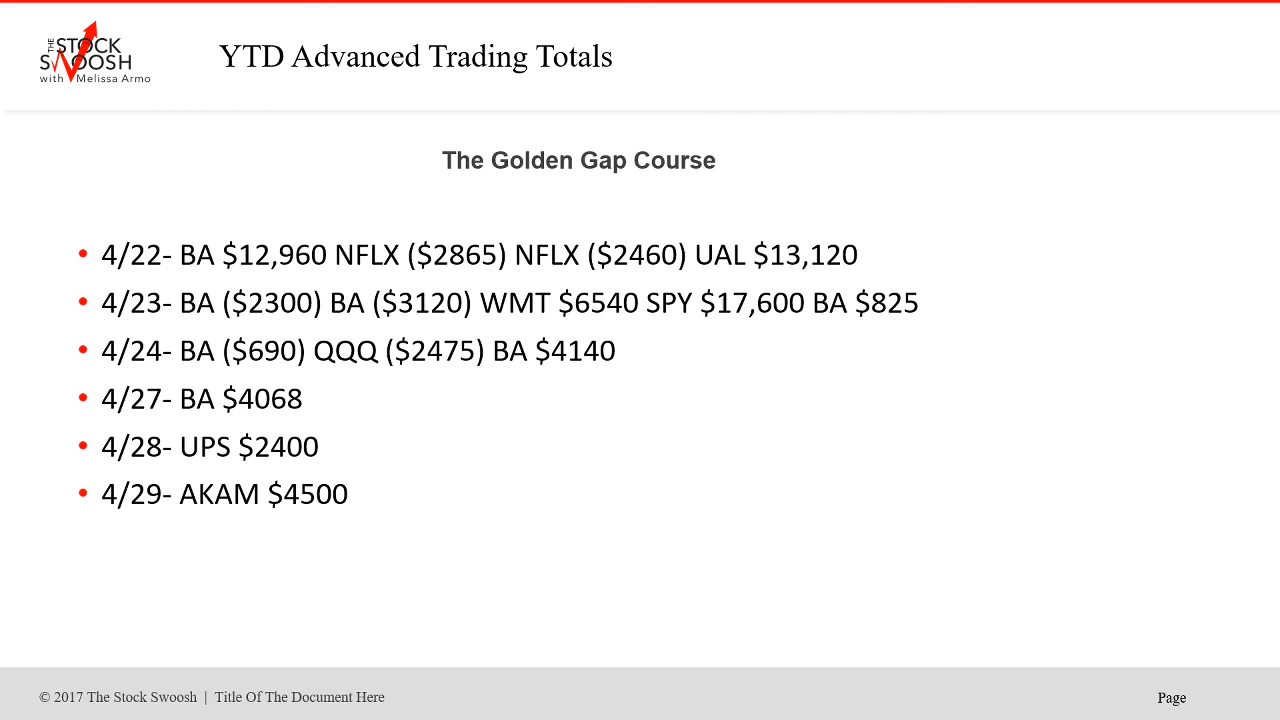 THE
STOCK
SWOOSH
with Melissa Armo
YTD Advanced Trading Totals
The Golden Gap Course
• 4/22- BA $12,960 NFLX ($2865) NFLX ($2460) UAL $13,120
• 4/23- BA ($2300) BA ($3120) WMT $6540 SPY $17,600 BA $825
• 4/24- BA ($690) QQQ ($2475) BA $4140
• 4/27- BA $4068
• 4/28- UPS $2400
• 4/29- AKAM $4500
© 2017 The Stock Swoosh | Title Of The Document Here
Page